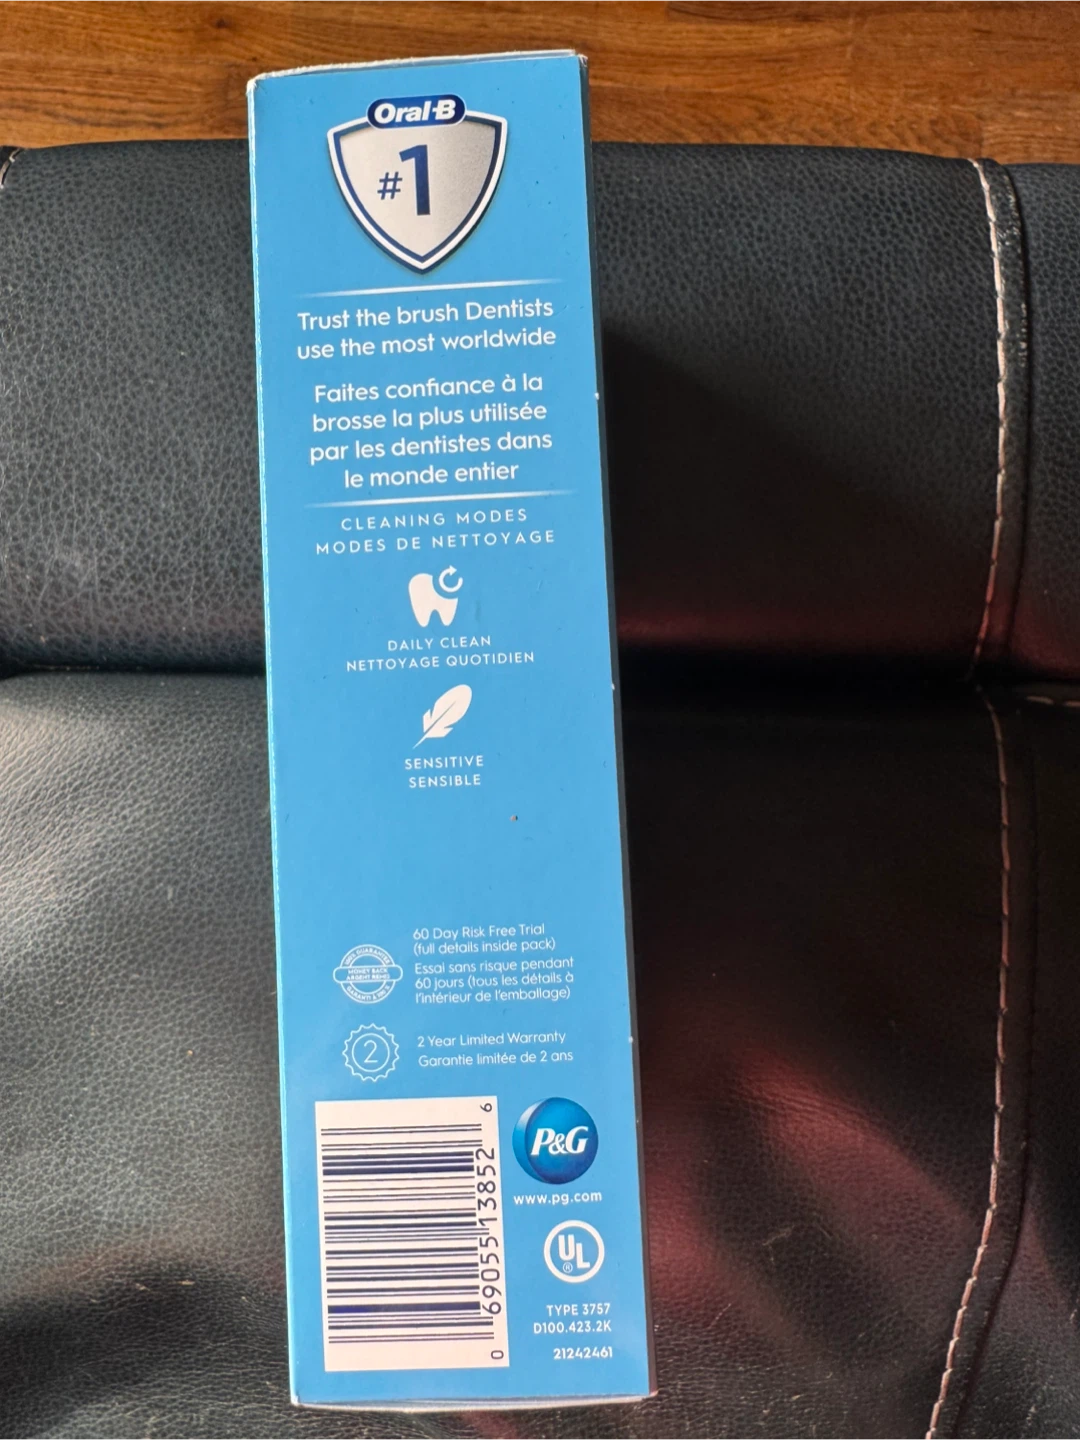 Oral-B
#1
Trust the brush Dentists
use the most worldwide
Faites confiance à la
brosse la plus utilisée
par les dentistes dans
le monde entier
CLEANING MODES
MODES DE NETTOYAGE
DAILY CLEAN
NETTOYAGE QUOTIDIEN
SENSITIVE
SENSIBLE
60 Day Risk Free Trial
(full details inside pack)
Essai sans risque pendant
60 jours (tous les détails à
l'intérieur de l'emballage)
MONEY BACK
2
2 Year Limited Warranty
Garantie limitée de 2 ans
0 69055 13852 6
P&G
www.pg.com
UL
®
TYPE 3757
D100.423.2K
21242461